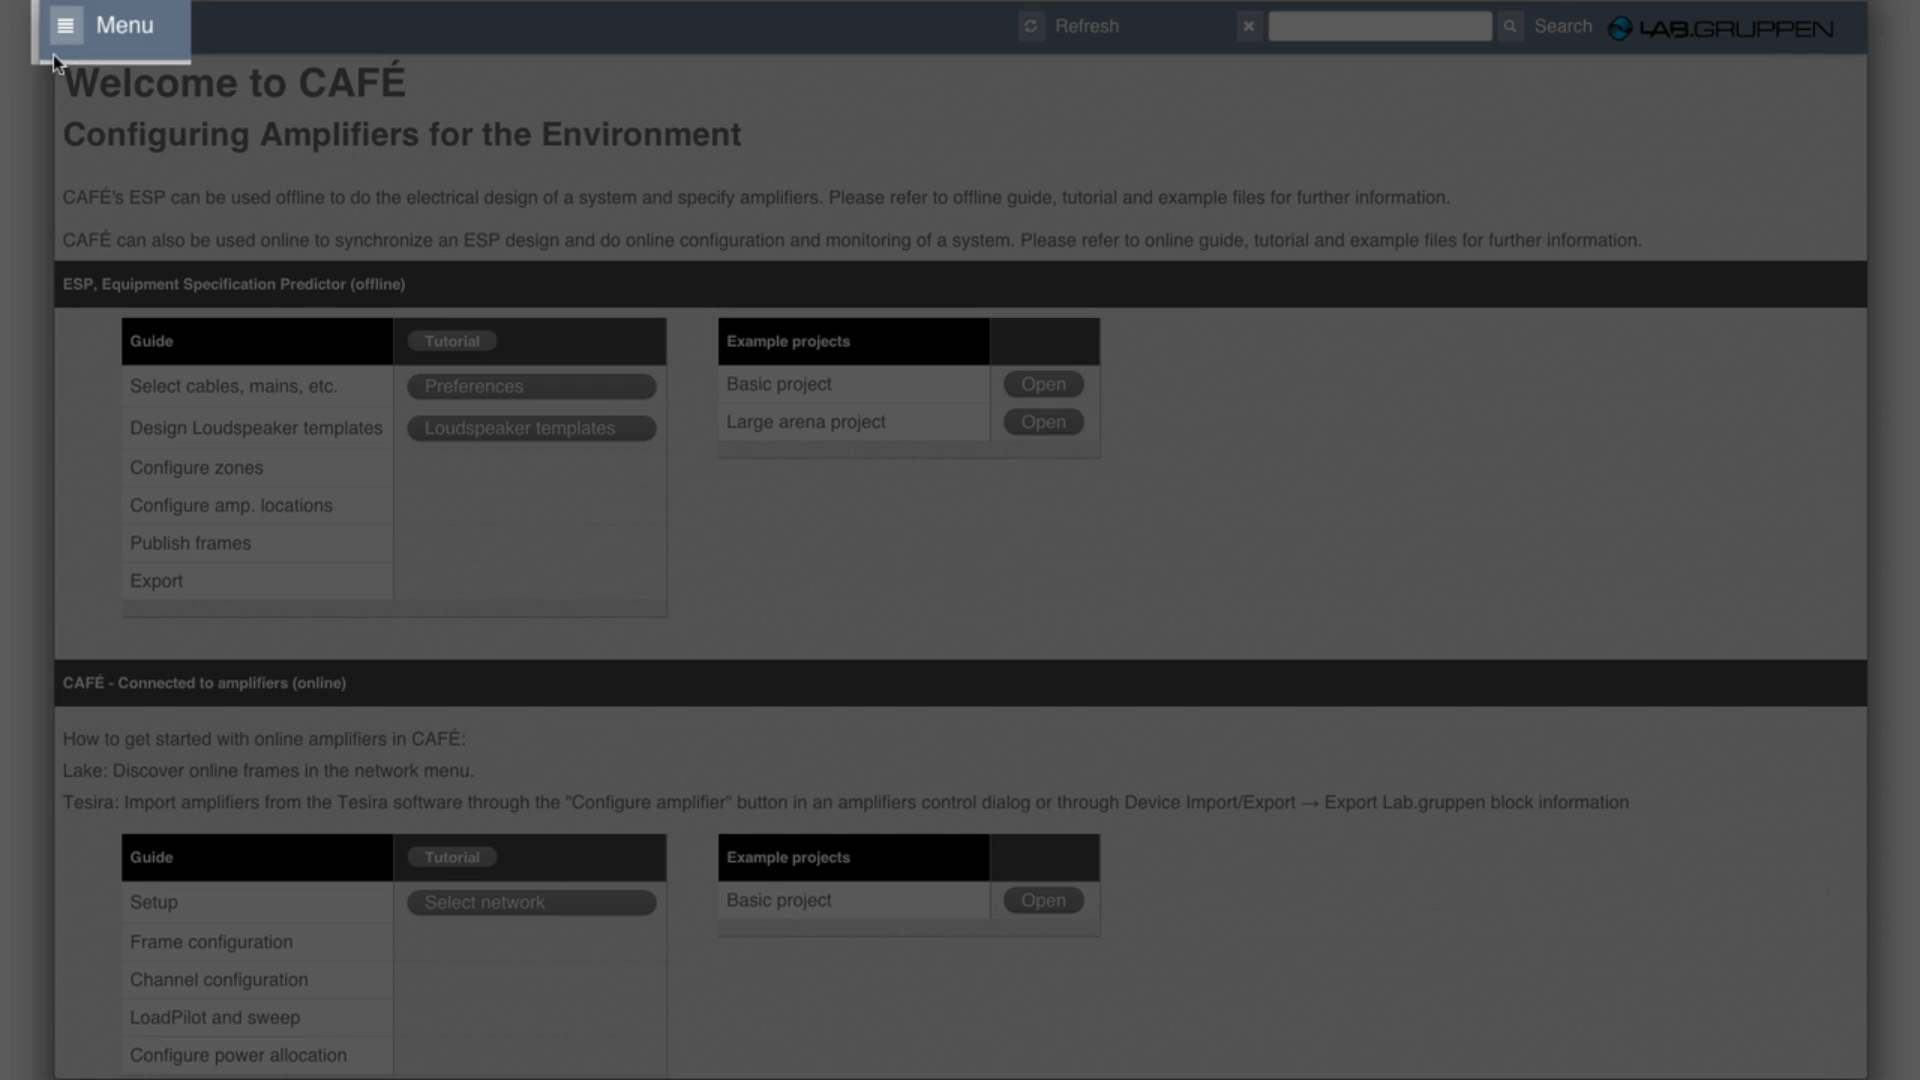 Menu
Refresh
Search
LAB.GRUPPEN
Welcome to CAFÉ
Configuring Amplifiers for the Environment
CAFÉ's ESP can be used offline to do the electrical design of a system and specify amplifiers. Please refer to offline guide, tutorial and example files for further information.
CAFÉ can also be used online to synchronize an ESP design and do online configuration and monitoring of a system. Please refer to online guide, tutorial and example files for further information.
ESP, Equipment Specification Predictor (offline)
Guide
Tutorial
Select cables, mains, etc.
Preferences
Design Loudspeaker templates
Loudspeaker templates
Configure zones
Configure amp. locations
Publish frames
Export
Example projects
Basic project
Open
Large arena project
Open
CAFÉ - Connected to amplifiers (online)
How to get started with online amplifiers in CAFÉ:
Lake: Discover online frames in the network menu.
Tesira: Import amplifiers from the Tesira software through the "Configure amplifier" button in an amplifiers control dialog or through Device Import/Export → Export Lab.gruppen block information
Guide
Tutorial
Setup
Select network
Frame configuration
Channel configuration
LoadPilot and sweep
Configure power allocation
Example projects
Basic project
Open